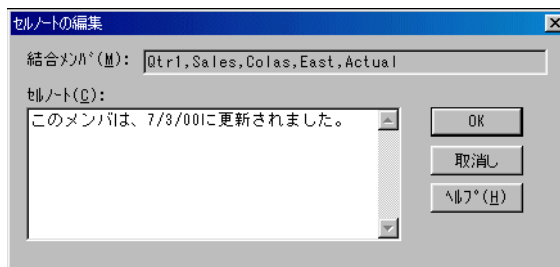 セルノートの編集
結合メンバ(M): Qtr1,Sales,Colas,East,Actual
セルノート(C):
このメンバは、7/3/00に更新されました。
OK
取消し
ヘルプ(H)